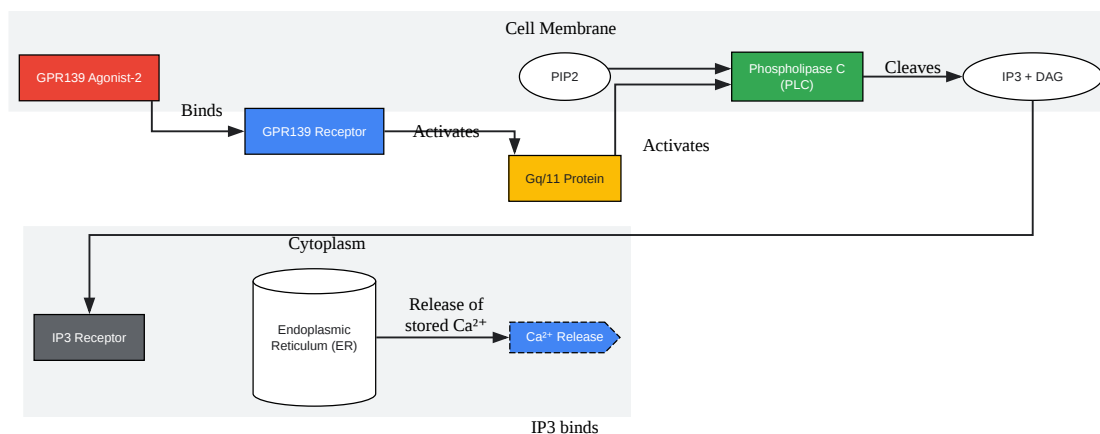 Cell Membrane
GPR139 Agonist-2
PIP2
Phospholipase C
(PLC)
Cleaves
IP3 + DAG
Binds
GPR139 Receptor
Activates
Activates
Gq/11 Protein
Cytoplasm
Endoplasmic
Reticulum (ER)
Release of
stored Ca²⁺
IP3 Receptor
Ca²⁺ Release
IP3 binds